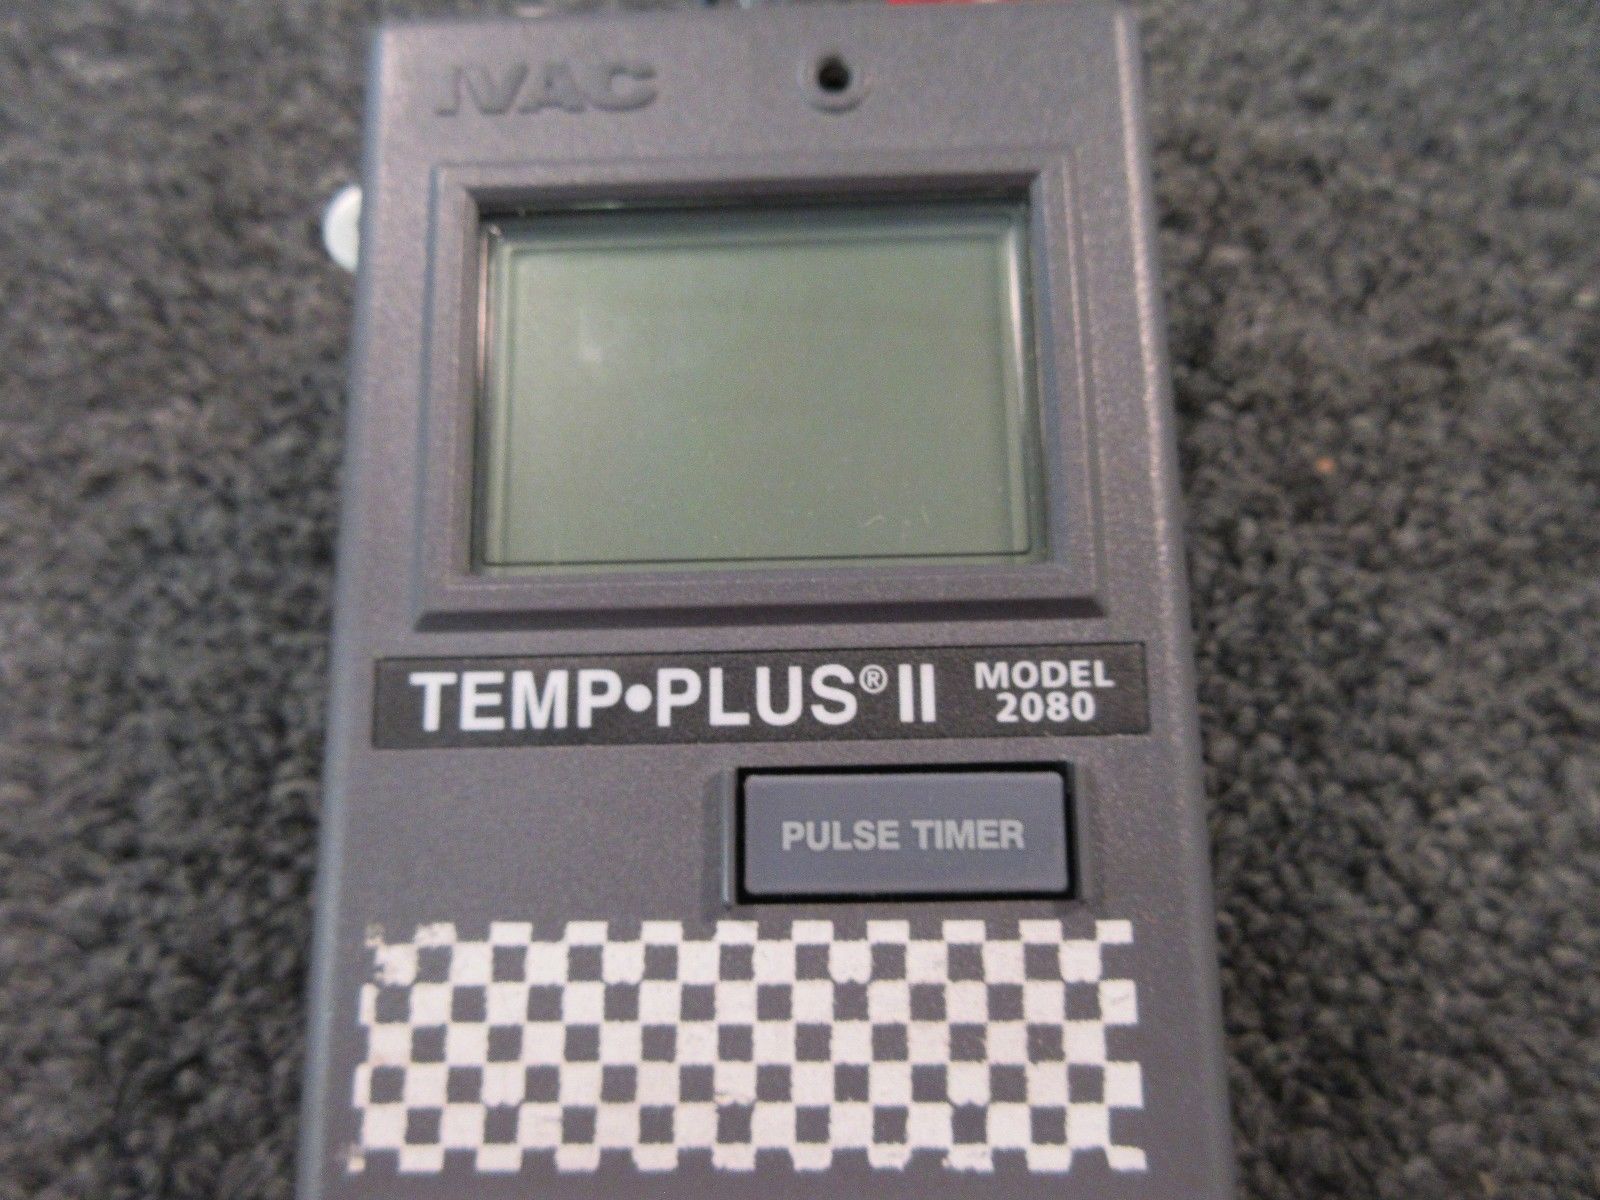 IVAC
TEMP•PLUS® II
MODEL
2080
PULSE TIMER